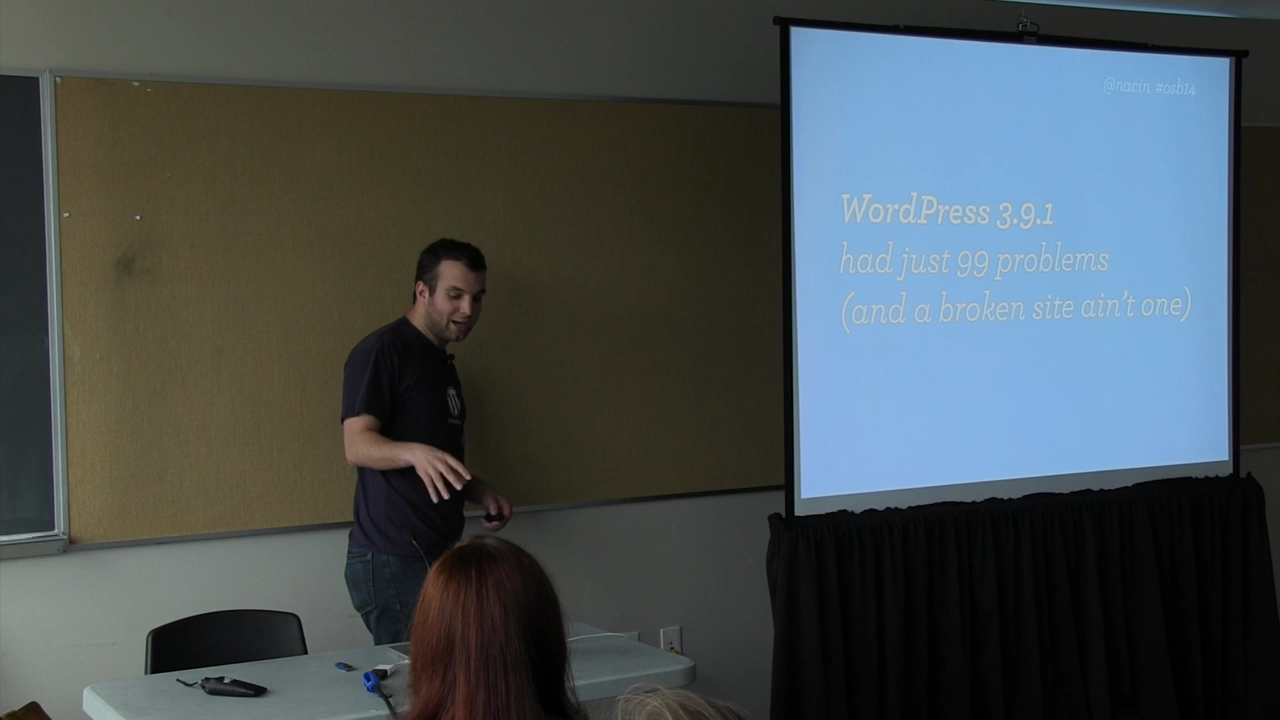 @nacin #osb14
WordPress 3.9.1
had just 99 problems
(and a broken site ain't one)